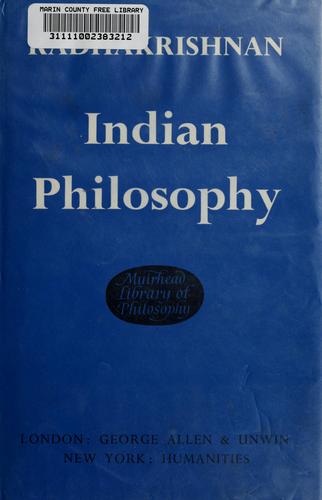 MARIN COUNTY FREE LIBRARY
31111002383212
RADHAKRISHNAN
Indian
Philosophy
Muirhead
Library of
Philosophy
LONDON: GEORGE ALLEN & UNWIN
NEW YORK: HUMANITIES